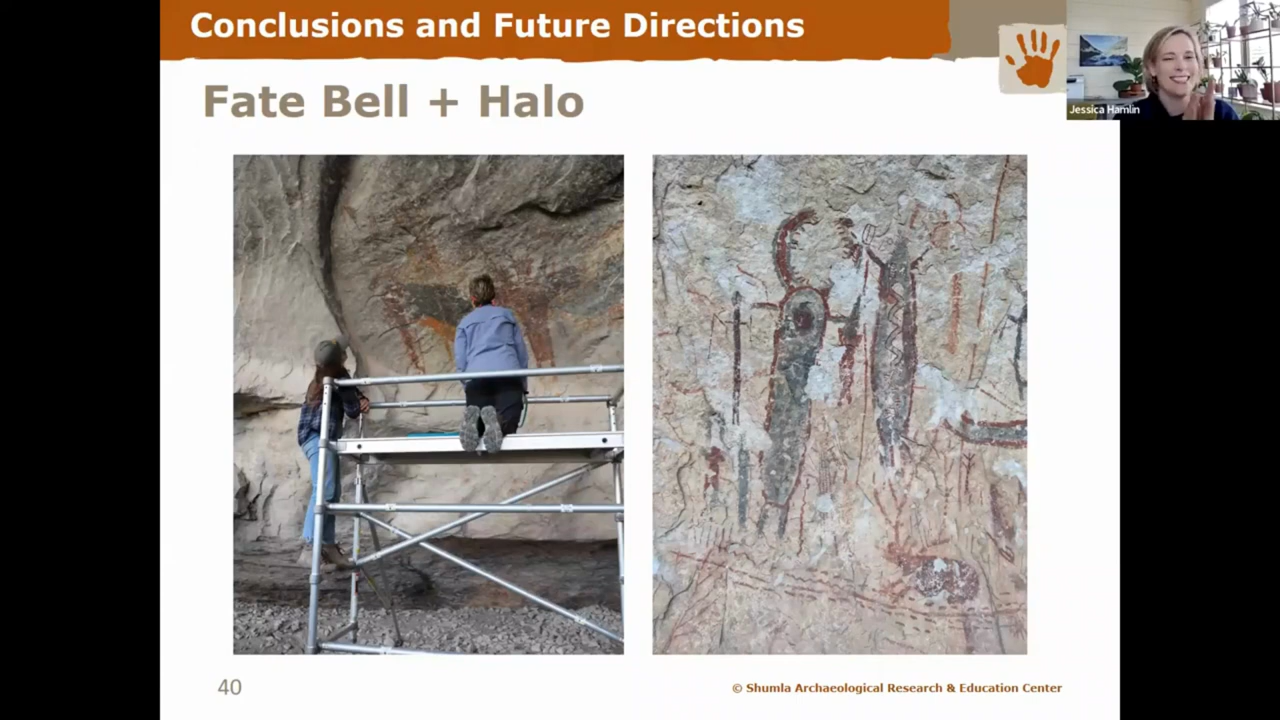 Conclusions and Future Directions
Jessica Hamlin
Fate Bell + Halo
40
© Shumla Archaeological Research & Education Center